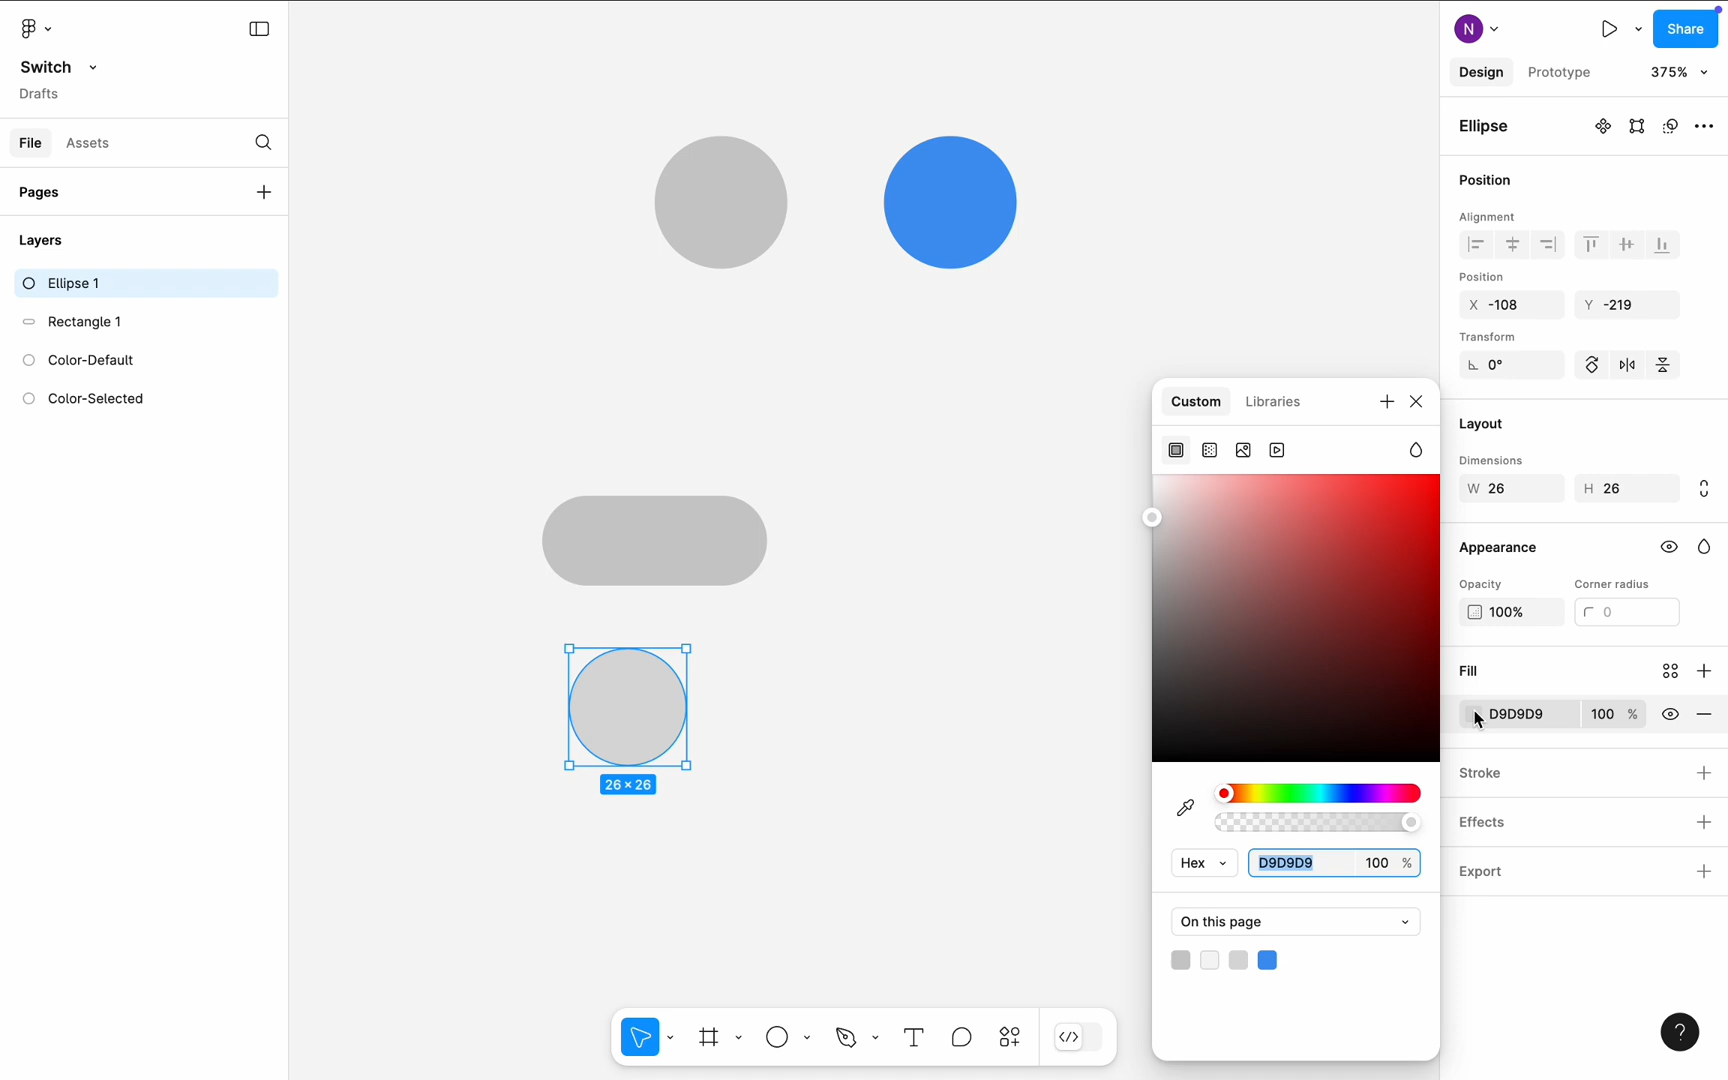 Switch
Drafts
File
Assets
Pages
Layers
Ellipse 1
Rectangle 1
Color-Default
Color-Selected
26 × 26
Custom
Libraries
Hex
D9D9D9
100
%
On this page
N
Share
Design
Prototype
375%
Ellipse
Position
Alignment
Position
X -108
Y -219
Transform
0°
Layout
Dimensions
W 26
H 26
Appearance
Opacity
Corner radius
100%
0
Fill
D9D9D9
100
%
Stroke
Effects
Export
?